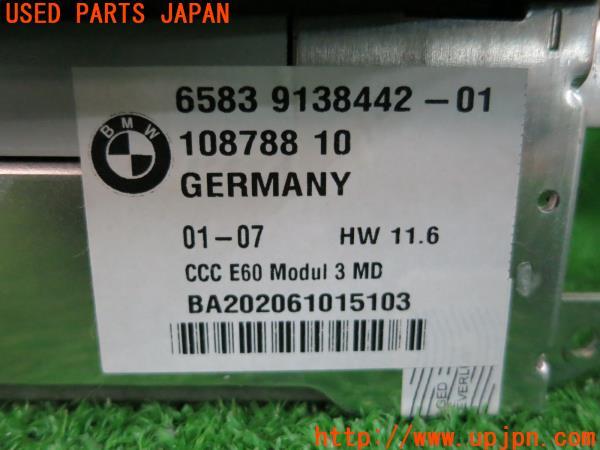 USED PARTS JAPAN
6583 9138442-01
BMW
108788 10
GERMANY
01-07 HW 11.6
CCC E60 Modul 3 MD
BA202061015103
http://www.upjpn.com/